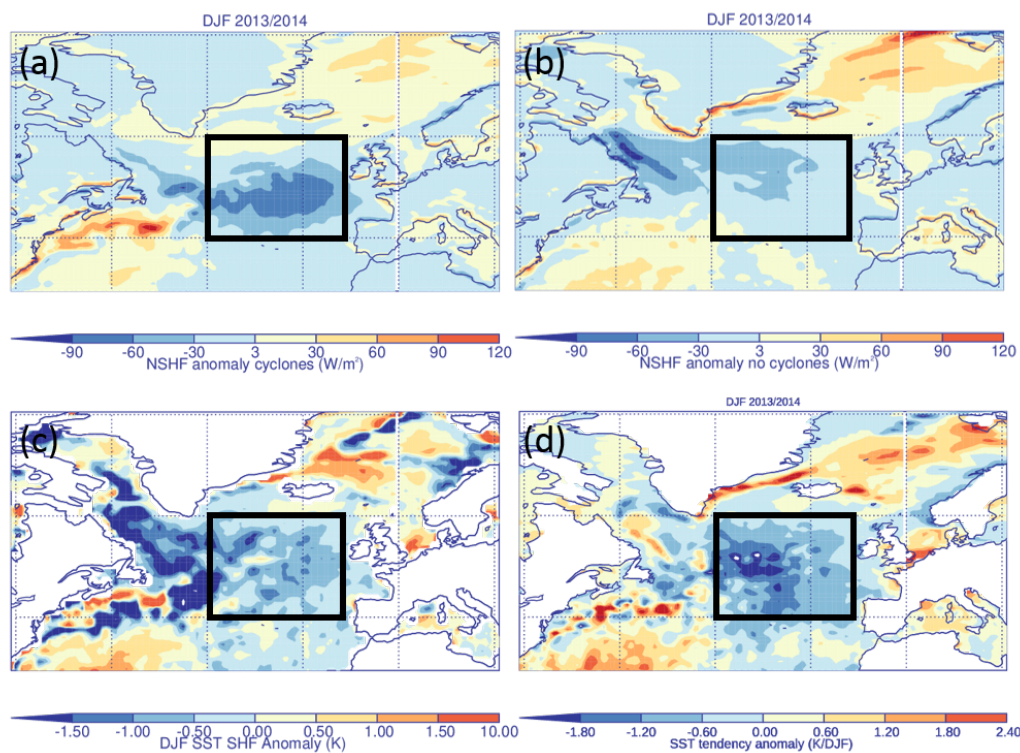 DJF 2013/2014
DJF 2013/2014
(a)
(b)
-90 -60 -30 3 30 60 90 120
NSHF anomaly cyclones (W/m²)
-90 -60 -30 3 30 60 90 120
NSHF anomaly no cyclones (W/m²)
DJF 2013/2014
(c)
(d)
-1.50 -1.00 -0.50 0.00 0.50 1.00 1.50 10.00
DJF SST SHF Anomaly (K)
-1.80 -1.20 -0.60 0.00 0.60 1.20 1.80 2.40
SST tendency anomaly (K/DJF)